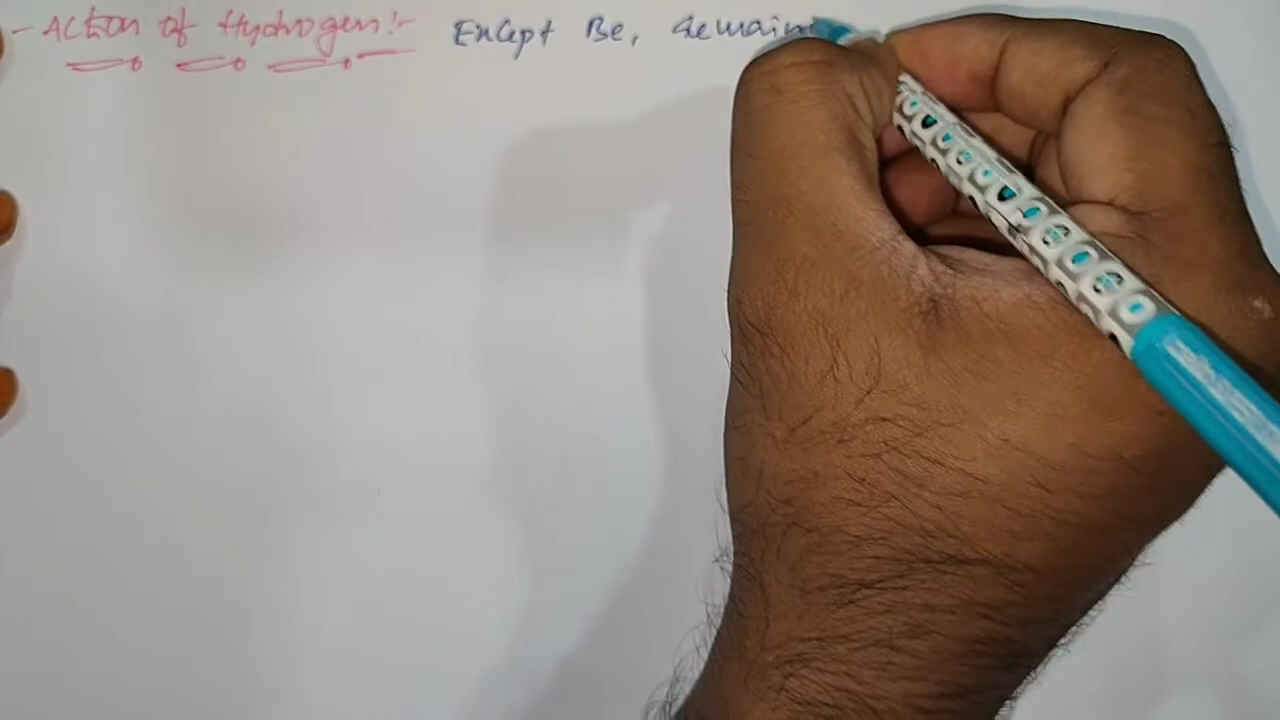 - Action of Hydrogen:- Except Be, remain